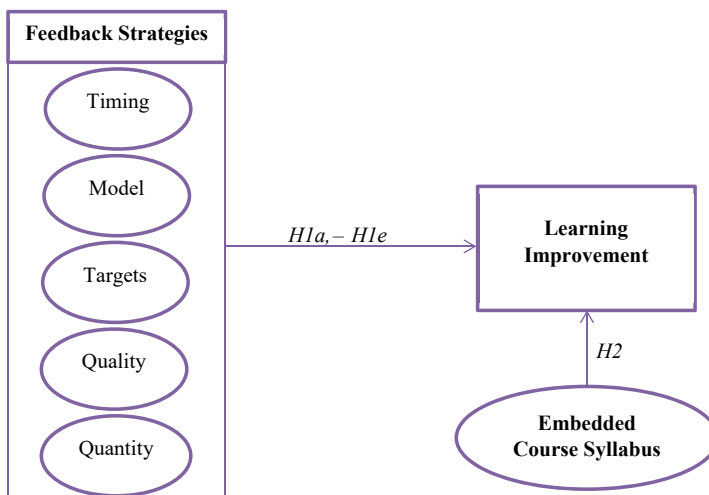 Feedback Strategies
Timing
Model
Targets
Quality
Quantity
H1a, – H1e
Learning
Improvement
H2
Embedded
Course Syllabus